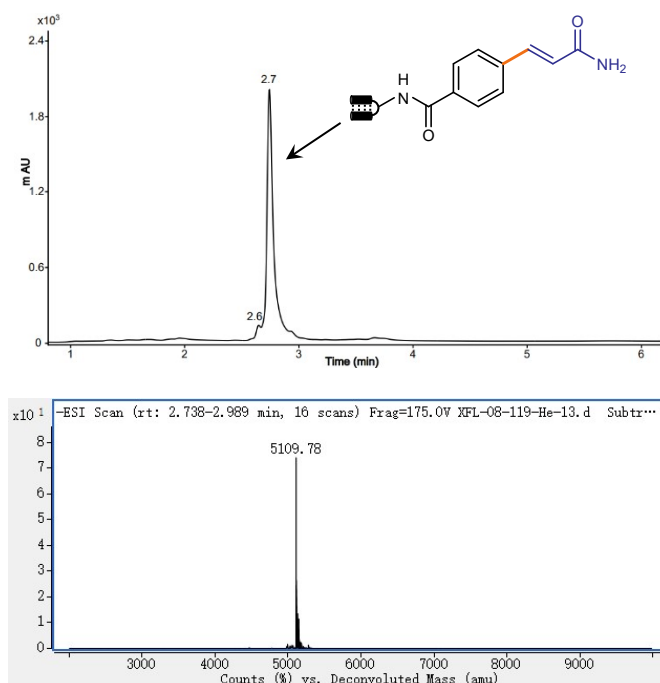 x10³
2.4
1.8
1.2
0.6
0
m AU
2.7
2.6
1
2
3
4
5
6
Time (min)
H
N
O
O
NH₂
x10 1
-ESI Scan (rt: 2.738-2.989 min, 16 scans) Frag=175.0V XFL-08-119-He-13.d Subtr…
8
7
6
5
4
3
2
1
0
5109.78
3000 4000 5000 6000 7000 8000 9000
Counts (%) vs. Deconvoluted Mass (amu)